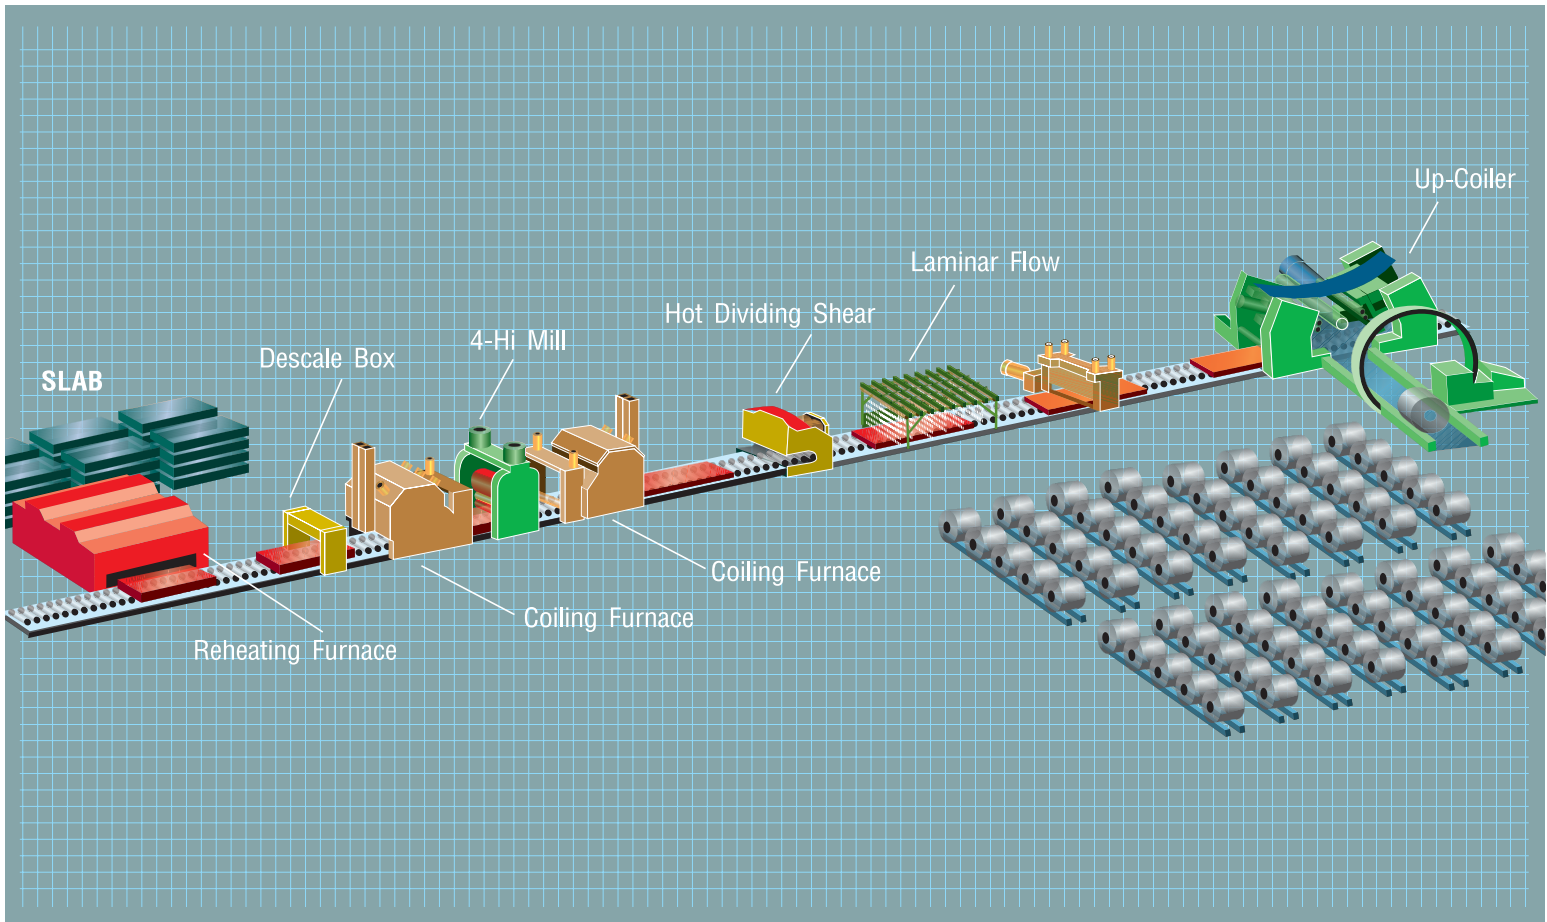 SLAB
Reheating Furnace
Descale Box
Coiling Furnace
4-Hi Mill
Coiling Furnace
Hot Dividing Shear
Laminar Flow
Up-Coiler